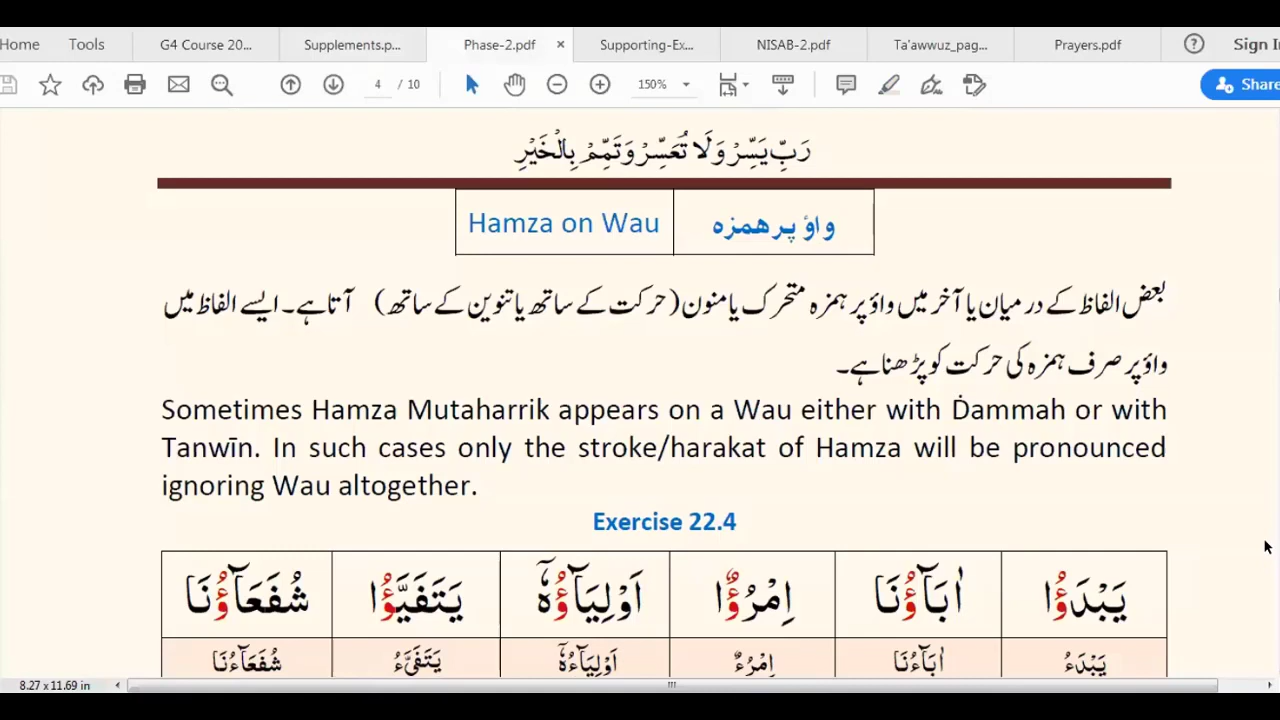 Home Tools G4 Course 20... Supplements.p... Phase-2.pdf × Supporting-Ex... NISAB-2.pdf Ta'awwuz_pag... Prayers.pdf ? Sign In
4 / 10 150% Share
رَبِّ يَسِّرْ وَلَا تُعَسِّرْ وَتَمِّمْ بِالْخَيْرِ
Hamza on Wau واؤ پر همزہ
بعض الفاظ کے درمیان یا آخر میں واؤ پر ہمزہ متحرک یا منون (حرکت کے ساتھ یا تنوین کے ساتھ) آتا ہے۔ ایسے الفاظ میں
واؤ پر صرف ہمزہ کی حرکت کو پڑھنا ہے۔
Sometimes Hamza Mutaharrik appears on a Wau either with Ḋammah or with
Tanwīn. In such cases only the stroke/harakat of Hamza will be pronounced
ignoring Wau altogether.
Exercise 22.4
يَبْدَؤُا اٰبَآؤُنَا اِمْرُؤٌا اَوْلِيَآؤُهٗ يَتَفَيَّؤُا شُفَعَآؤُنَا
يَبْدَءُ اٰبَآءُنَا اِمْرُءٌ اَوْلِيَآءُهٗ يَتَفَيَّءُ شُفَعَآءُنَا
8.27 x 11.69 in